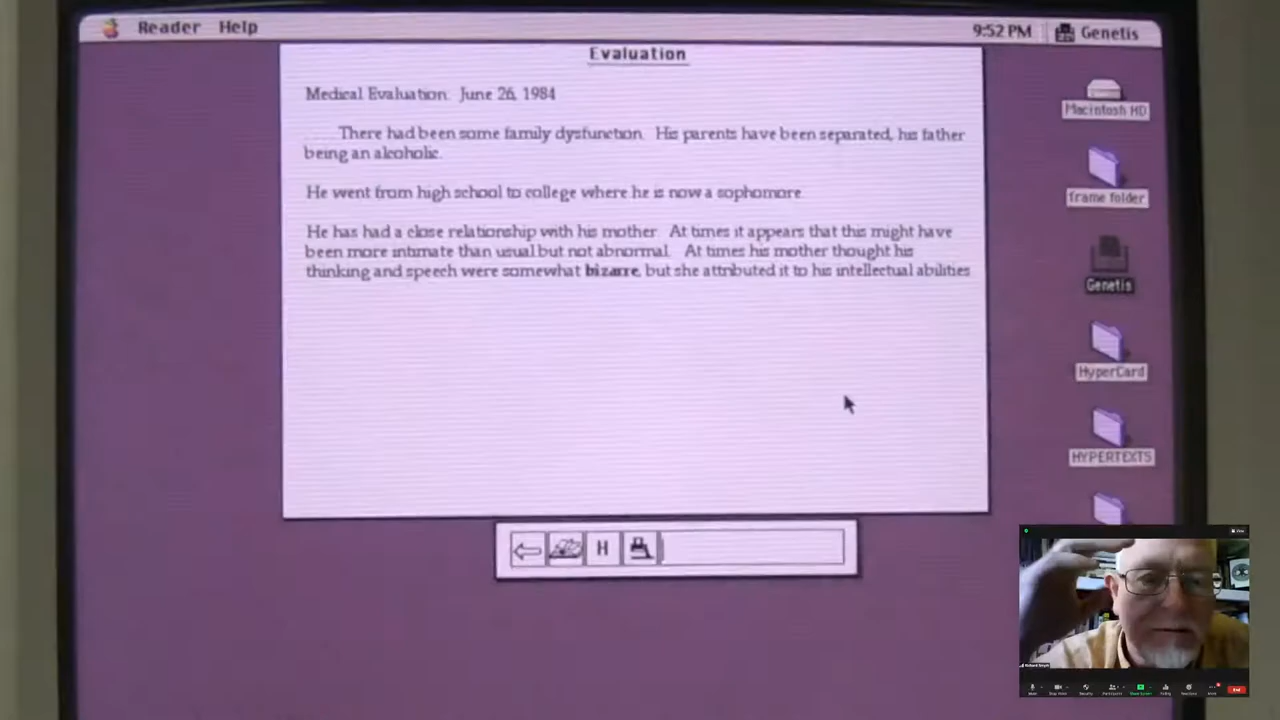 Reader Help 9:52 PM Genetis
Evaluation
Medical Evaluation. June 26, 1984
Macintosh HD
.....There had been some family dysfunction. His parents have been separated, his father
being an alcoholic.
He went from high school to college where he is now a sophomore.
frame folder
He has had a close relationship with his mother. At times it appears that this might have
been more intimate than usual but not abnormal. At times his mother thought his
thinking and speech were somewhat bizarre, but she attributed it to his intellectual abilities
Genetis
HyperCard
HYPERTEXTS
H